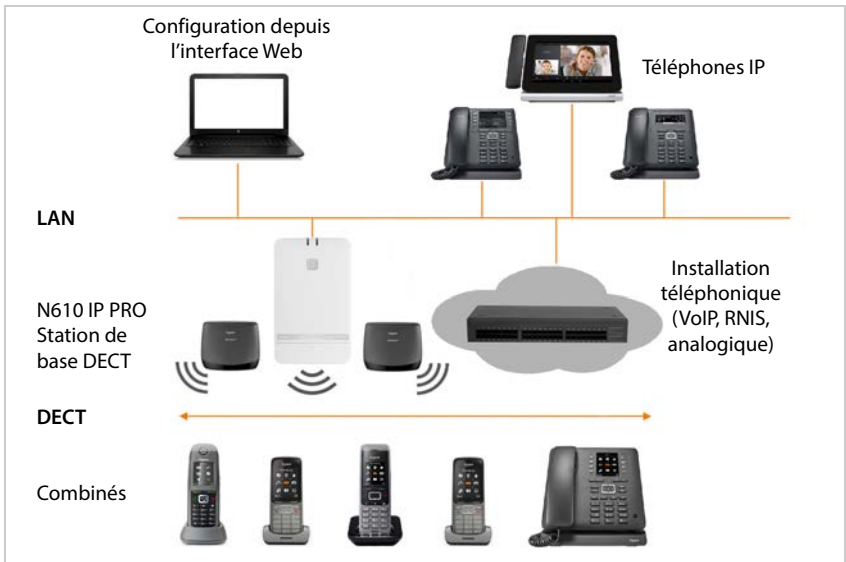 Configuration depuis
l'interface Web
Téléphones IP
LAN
N610 IP PRO
Station de
base DECT
Installation
téléphonique
(VoIP, RNIS,
analogique)
DECT
Combinés